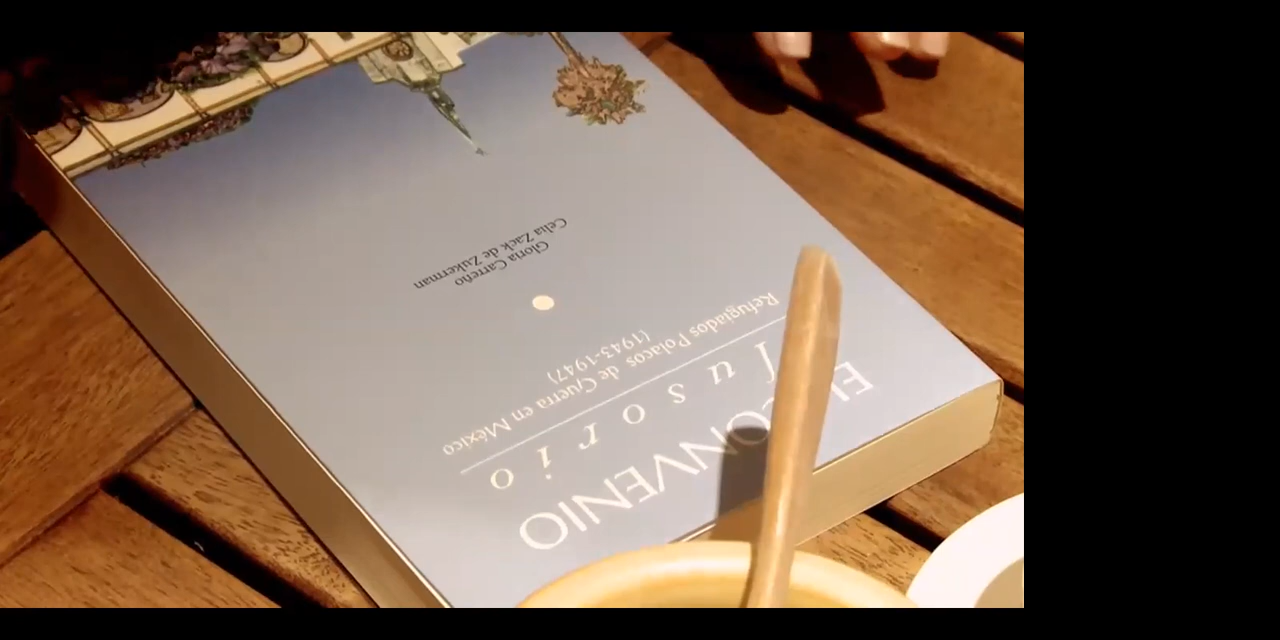 EL CONVENIO
ilusorio
Refugiados Polacos de Guerra en México
(1943-1947)
Gloria Carreño
Celia Zack de Zukerman